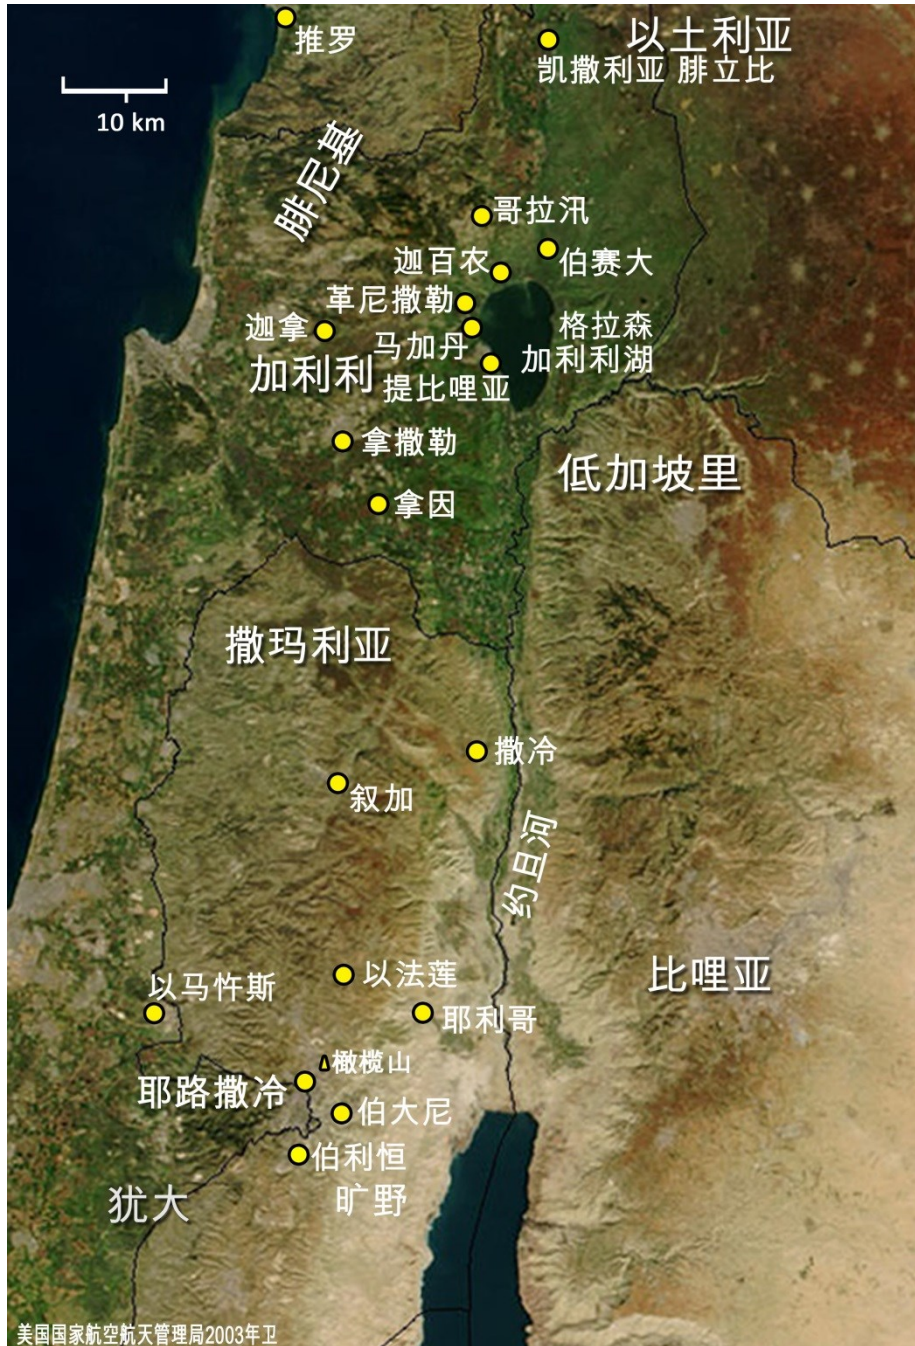 推罗
以土利亚
凯撒利亚 腓立比
10 km
腓尼基
哥拉汛
伯赛大
迦百农
革尼撒勒
迦拿
格拉森
马加丹
加利利湖
加利利
提比哩亚
拿撒勒
低加坡里
拿因
撒玛利亚
撒冷
叙加
约旦河
以马忤斯
以法莲
比哩亚
耶利哥
橄榄山
耶路撒冷
伯大尼
伯利恒
犹大
旷野
美国国家航空航天管理局2003年卫